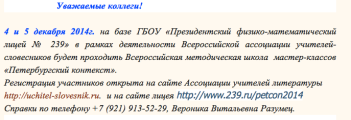 Уважаемые коллеги!
4 и 5 декабря 2014г. на базе ГБОУ «Президентский физико-математический
лицей № 239» в рамках деятельности Всероссийской ассоциации учителей-
словесников будет проходить Всероссийская методическая школа мастер-классов
«Петербургский контекст».
Регистрация участников открыта на сайте Ассоциации учителей литературы
http://uchitel-slovesnik.ru. и на сайте лицея http://www.239.ru/petcon2014
Справки по телефону +7 (921) 913-52-29, Вероника Витальевна Разумец.